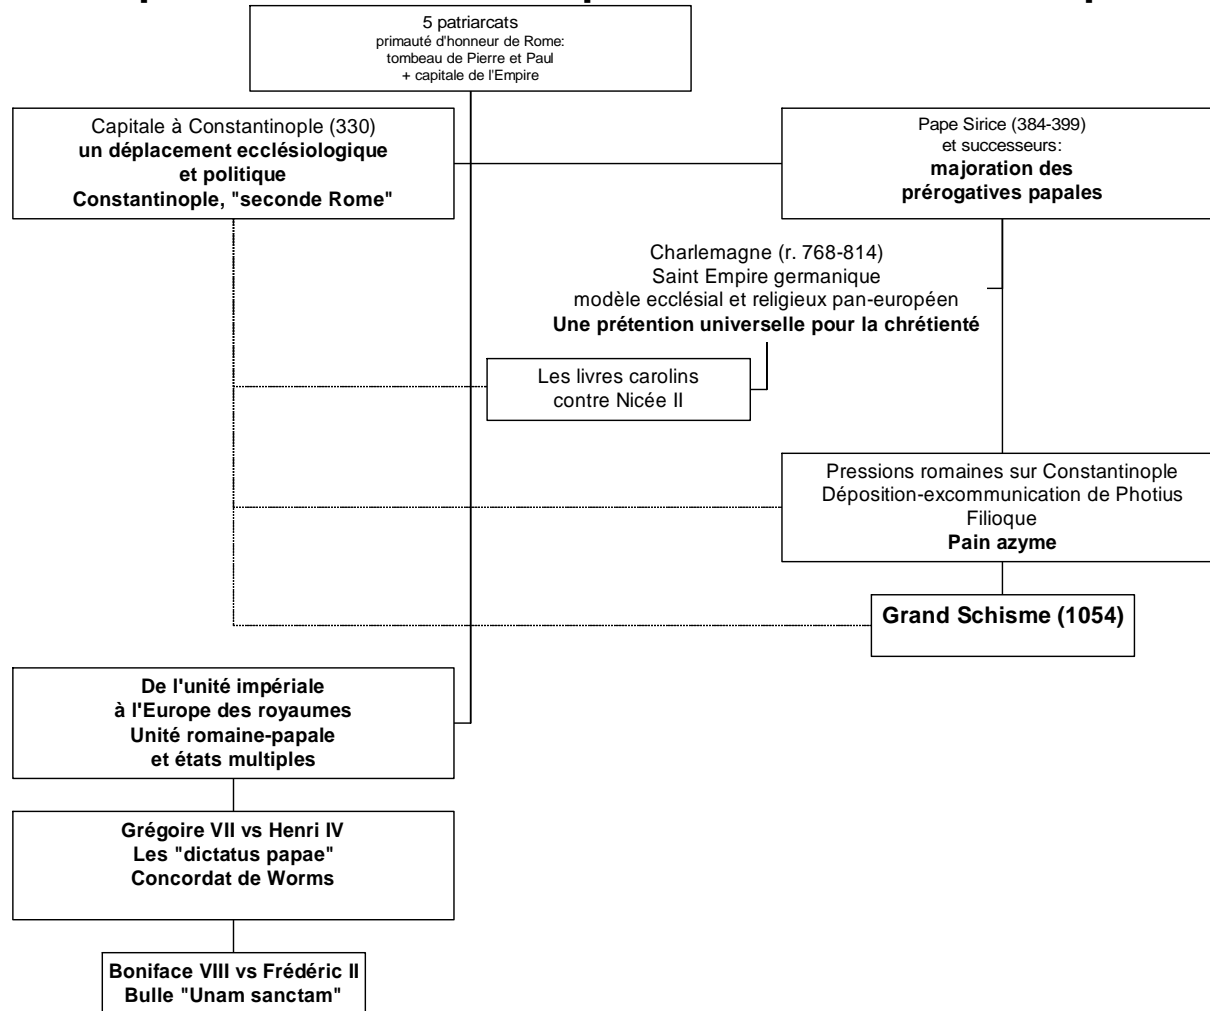 5 patriarcats
primauté d'honneur de Rome:
tombeau de Pierre et Paul
+ capitale de l'Empire
Capitale à Constantinople (330)
un déplacement ecclésiologique
et politique
Constantinople, "seconde Rome"
Pape Sirice (384-399)
et successeurs:
majoration des
prérogatives papales
Charlemagne (r. 768-814)
Saint Empire germanique
modèle ecclésial et religieux pan-européen
Une prétention universelle pour la chrétienté
Les livres carolins
contre Nicée II
Pressions romaines sur Constantinople
Déposition-excommunication de Photius
Filioque
Pain azyme
Grand Schisme (1054)
De l'unité impériale
à l'Europe des royaumes
Unité romaine-papale
et états multiples
Grégoire VII vs Henri IV
Les "dictatus papae"
Concordat de Worms
Boniface VIII vs Frédéric II
Bulle "Unam sanctam"